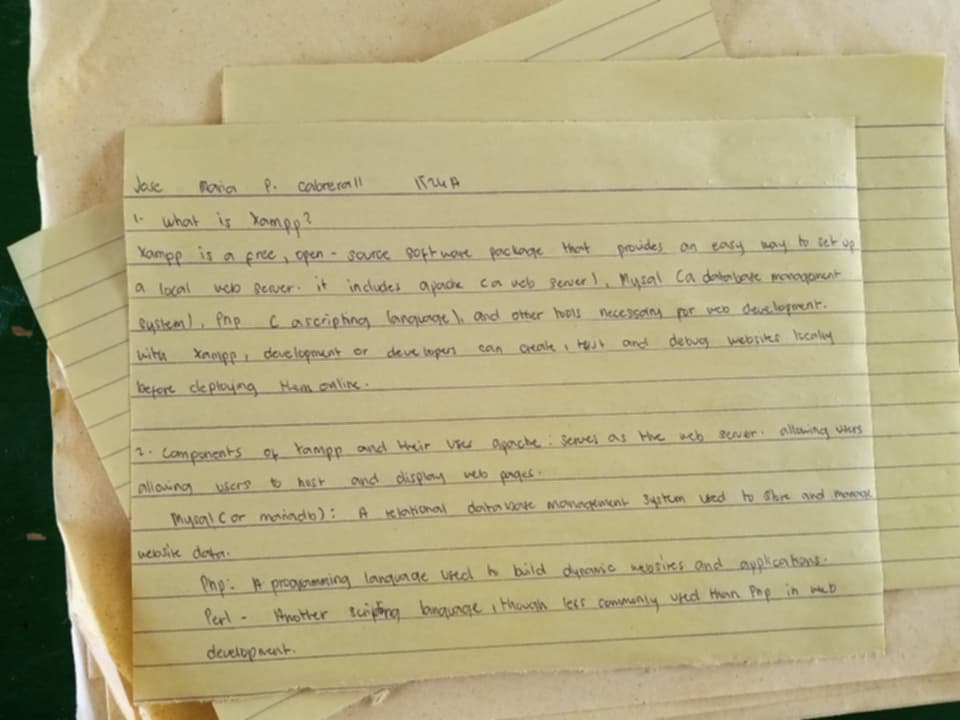 Jose Maria P. Cabrera II IT24A
1. What is Xampp?
Xampp is a free, open-source software package that provides an easy way to set up
a local web server. it includes apache (a web server), Mysql (a database management
system), Php ( a scripting language), and other tools necessary for web development.
with xampp, development or developers can create, test and debug websites locally
before deploying them online.
2. Components of Xampp and their uses apache: serves as the web server. allowing users
allowing users to host and display web pages.
Mysql (or mariadb): A relational database management system used to store and manage
website data.
Php: A programming language used to build dynamic websites and applications.
Perl - Another scripting language, though less commonly used than Php in web
development.